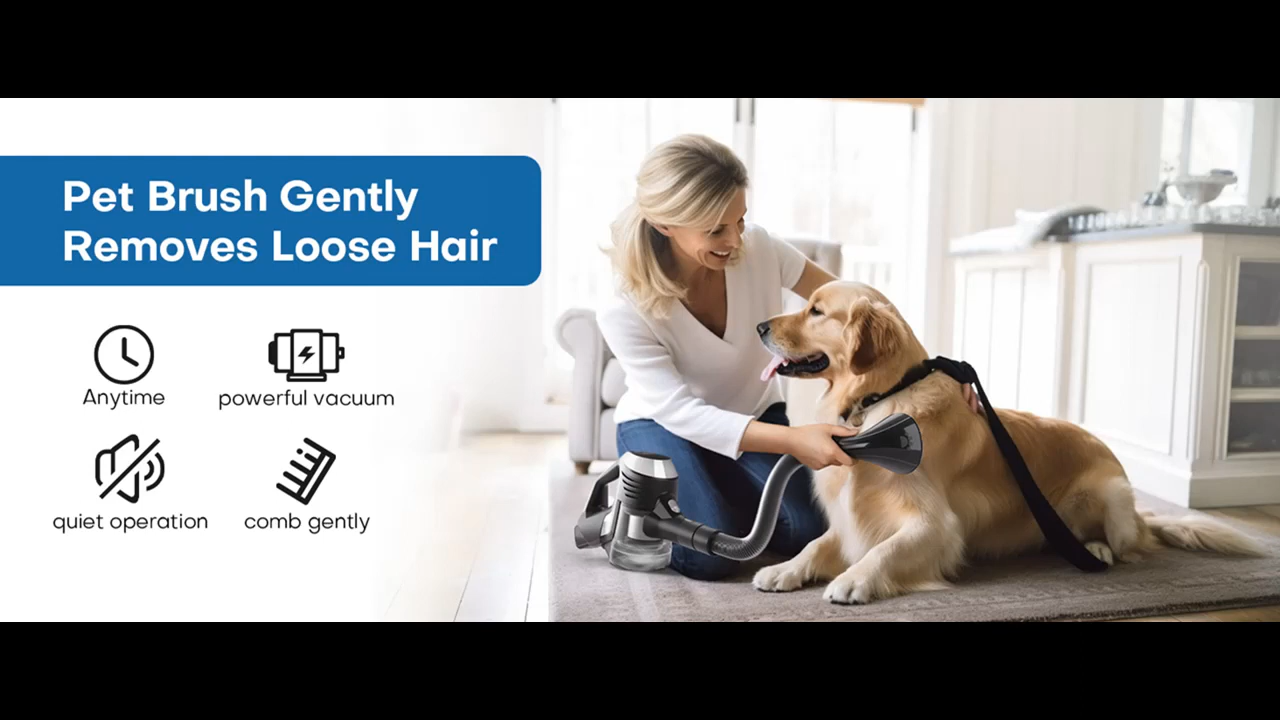 Pet Brush Gently
Removes Loose Hair
Anytime
powerful vacuum
quiet operation
comb gently